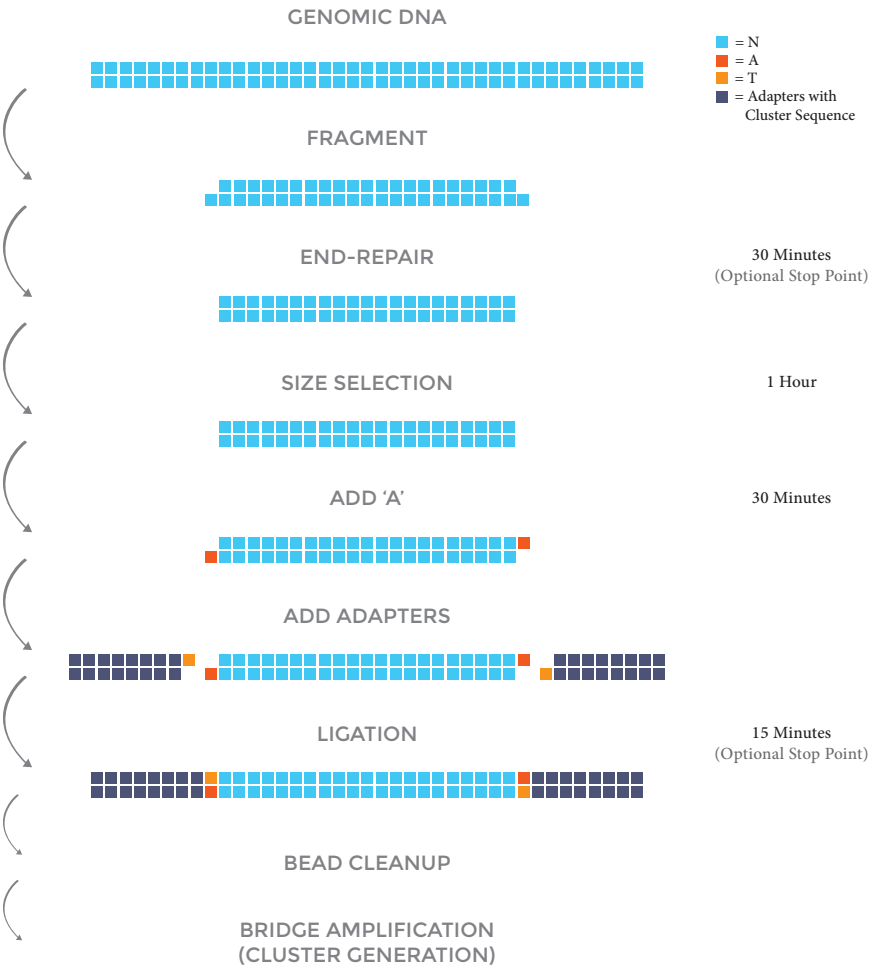 GENOMIC DNA
= N
= A
= T
= Adapters with
Cluster Sequence
FRAGMENT
END-REPAIR
30 Minutes
(Optional Stop Point)
SIZE SELECTION
1 Hour
ADD ‘A’
30 Minutes
ADD ADAPTERS
LIGATION
15 Minutes
(Optional Stop Point)
BEAD CLEANUP
BRIDGE AMPLIFICATION
(CLUSTER GENERATION)